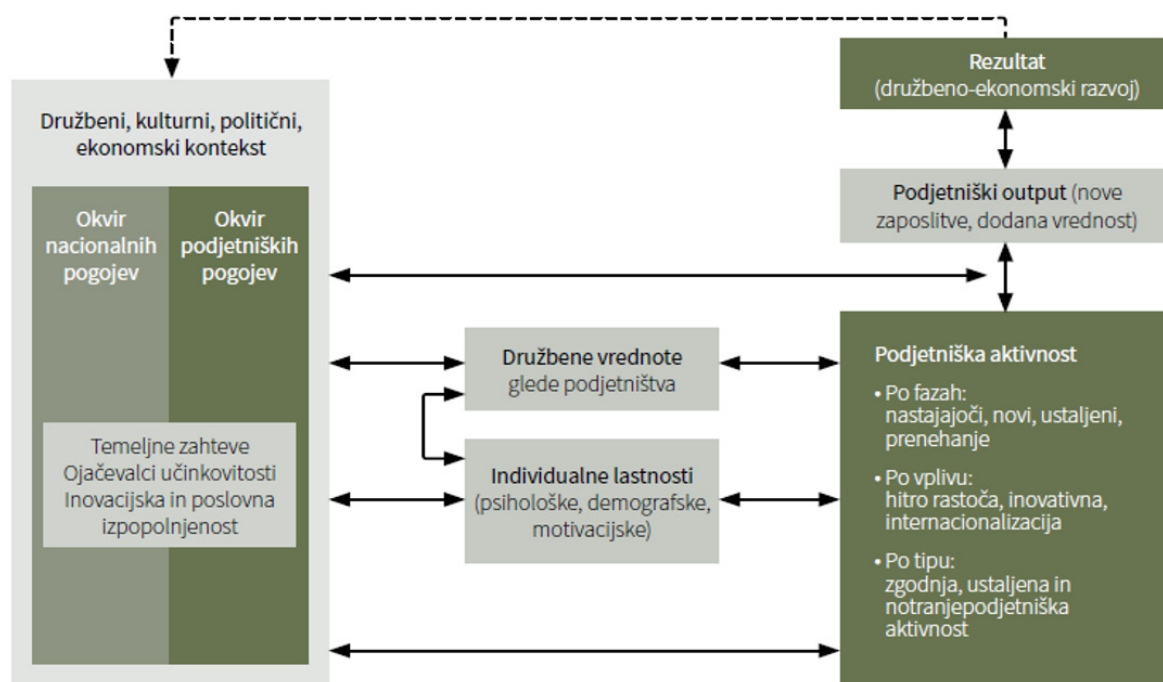 Rezultat
(družbeno-ekonomski razvoj)
Družbeni, kulturni, politični,
ekonomski kontekst
Okvir
nacionalnih
pogojev
Okvir
podjetniških
pogojev
Temeljne zahteve
Ojačevalci učinkovitosti
Inovacijska in poslovna
izpopolnjenost
Podjetniški output (nove
zaposlitve, dodana vrednost)
Družbene vrednote
glede podjetništva
Individualne lastnosti
(psihološke, demografske,
motivacijske)
Podjetniška aktivnost
• Po fazah:
nastajajoči, novi, ustaljeni,
prenehanje
• Po vplivu:
hitro rastoča, inovativna,
internacionalizacija
• Po tipu:
zgodnja, ustaljena in
notranjepodjetniška
aktivnost